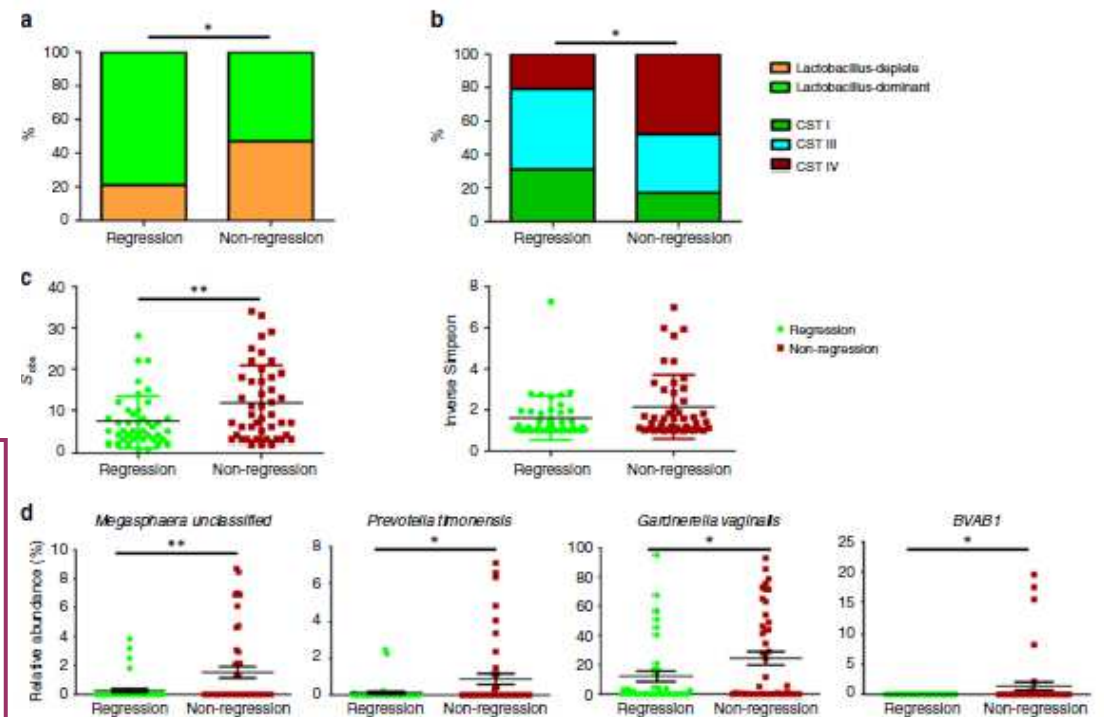 a
*
100
80
60
40
20
0
%
Regression Non-regression
b
*
100
80
60
40
20
0
%
Regression Non-regression
Lactobacillus-deplete
Lactobacillus-dominant
CST I
CST III
CST IV
c
**
40
30
20
10
0
Sobs
Regression Non-regression
8
6
4
2
0
Inverse Simpson
Regression Non-regression
Regression
Non-regression
d
Megasphaera unclassified
**
10
8
6
4
2
0
Relative abundance (%)
Regression Non-regression
Prevotella timonensis
*
8
6
4
2
0
Regression Non-regression
Gardnerella vaginalis
*
100
80
60
40
20
0
Regression Non-regression
BVAB1
*
25
20
15
10
5
0
Regression Non-regression